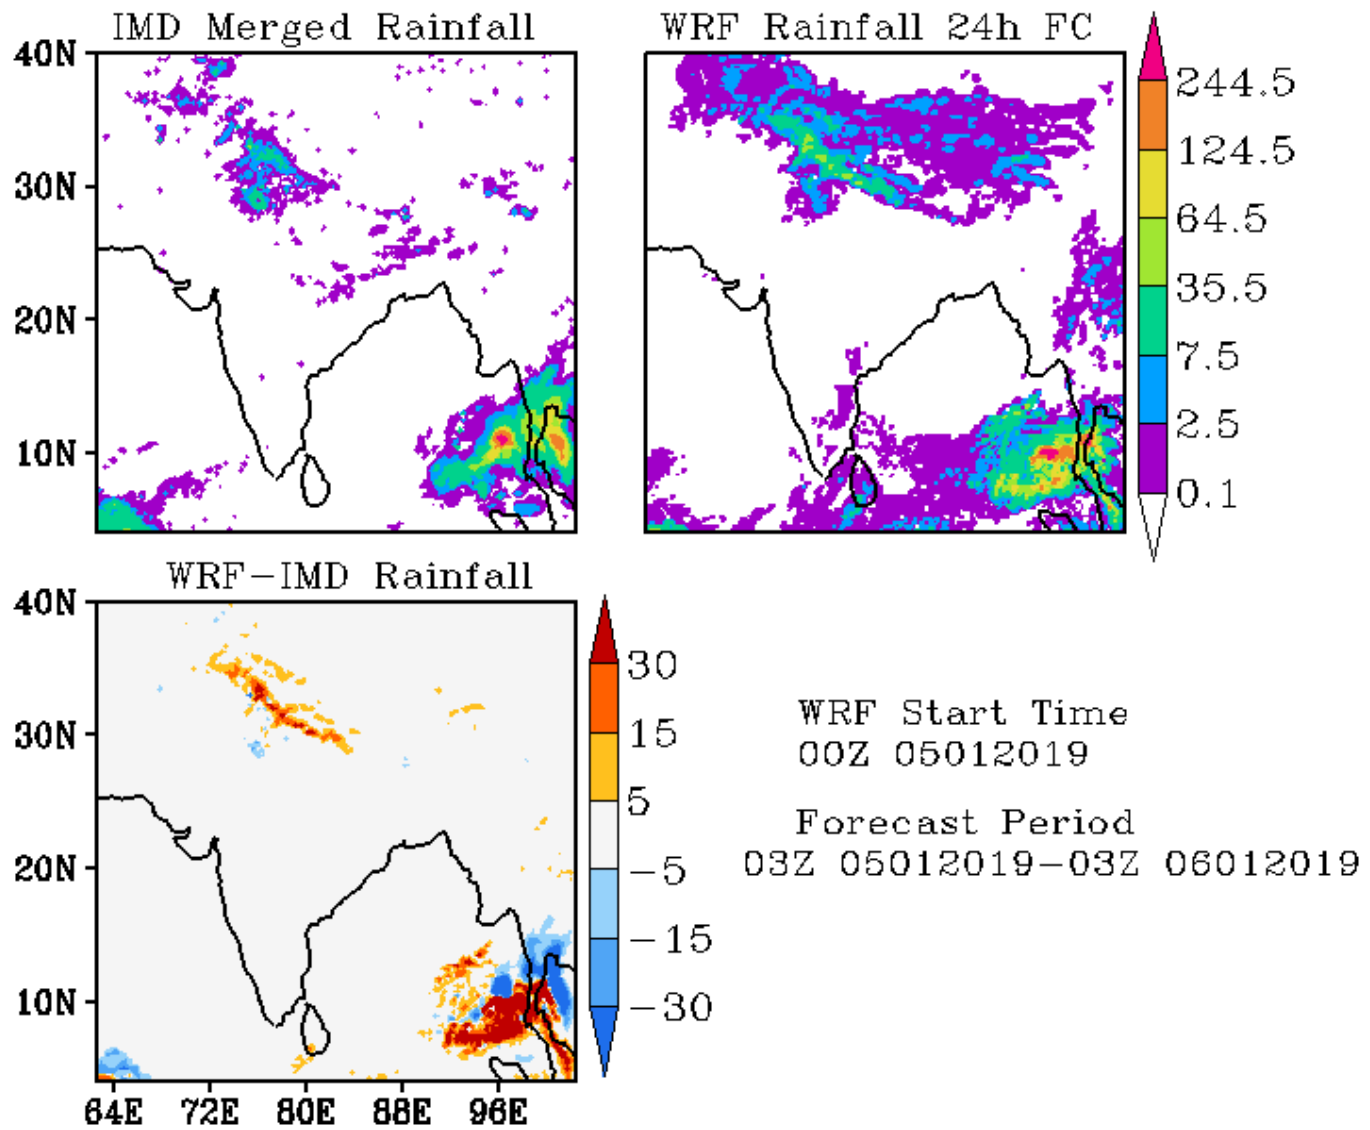 IMD Merged Rainfall
WRF Rainfall 24h FC
40N
30N
20N
10N
244.5
124.5
64.5
35.5
7.5
2.5
0.1
WRF-IMD Rainfall
40N
30N
20N
10N
64E 72E 80E 88E 96E
30
15
5
-5
-15
-30
WRF Start Time
00Z 05012019
Forecast Period
03Z 05012019-03Z 06012019